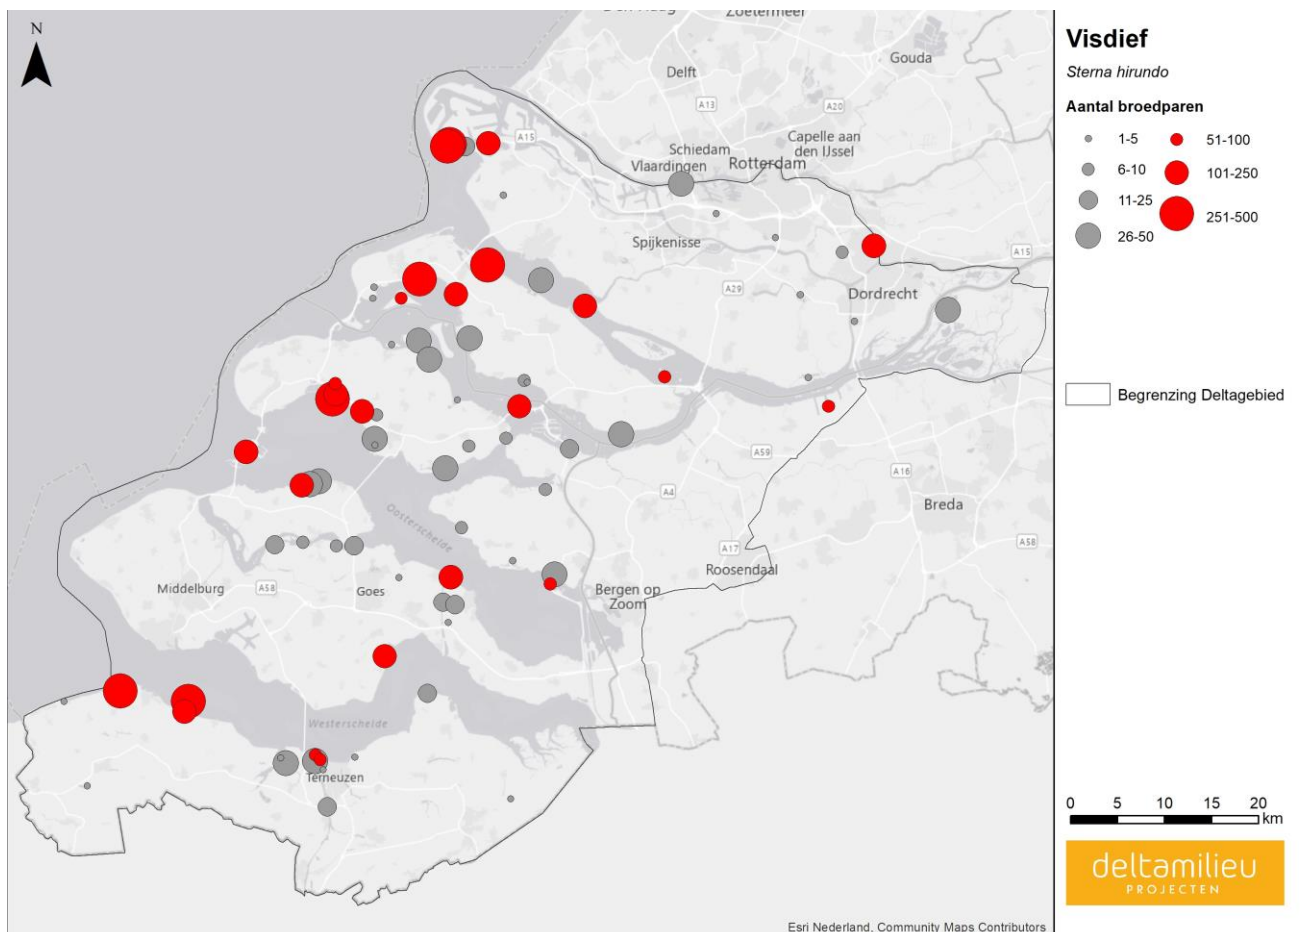 N
Zoetermeer
Gouda
Delft
A13
A20
A15
Capelle aan
den IJssel
Schiedam
Vlaardingen
Rotterdam
Spijkenisse
A15
A29
Dordrecht
A59
A16
A4
Breda
Oosterschelde
A17
A58
Roosendaal
Middelburg
A58
Goes
Bergen op
Zoom
Westerschelde
Terneuzen
Esri Nederland, Community Maps Contributors
Visdief
Sterna hirundo
Aantal broedparen
1-5
51-100
6-10
101-250
11-25
251-500
26-50
Begrenzing Deltagebied
0 5 10 15 20
km
deltamilieu
PROJECTEN